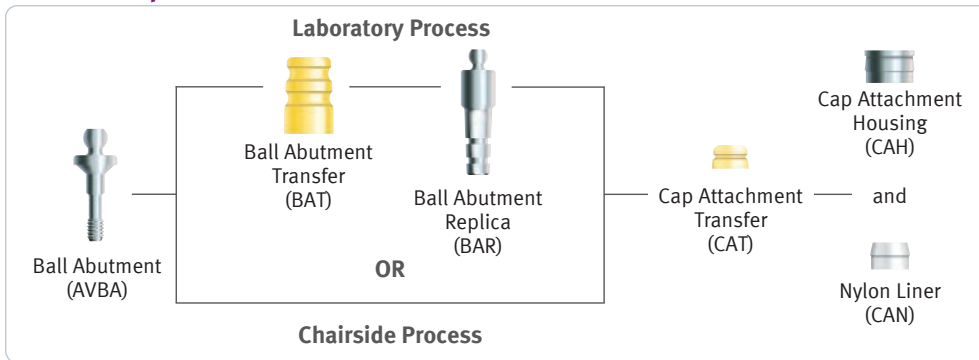 Laboratory Process
Ball Abutment
(AVBA)
Ball Abutment
Transfer
(BAT)
Ball Abutment
Replica
(BAR)
OR
Chairside Process
Cap Attachment
Transfer
(CAT)
Cap Attachment
Housing
(CAH)
and
Nylon Liner
(CAN)